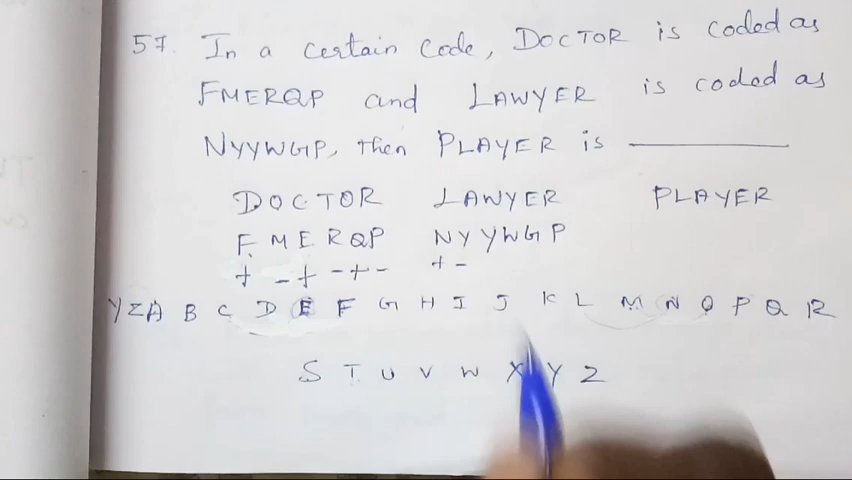 57. In a certain code, DOCTOR is coded as
FMERQP and LAWYER is coded as
NYYWGP, then PLAYER is ________
DOCTOR LAWYER PLAYER
FMERQP NYYWGP
+ - + - + - + -
Y Z A B C D E F G H I J K L M N O P Q R
S T U V W X Y Z